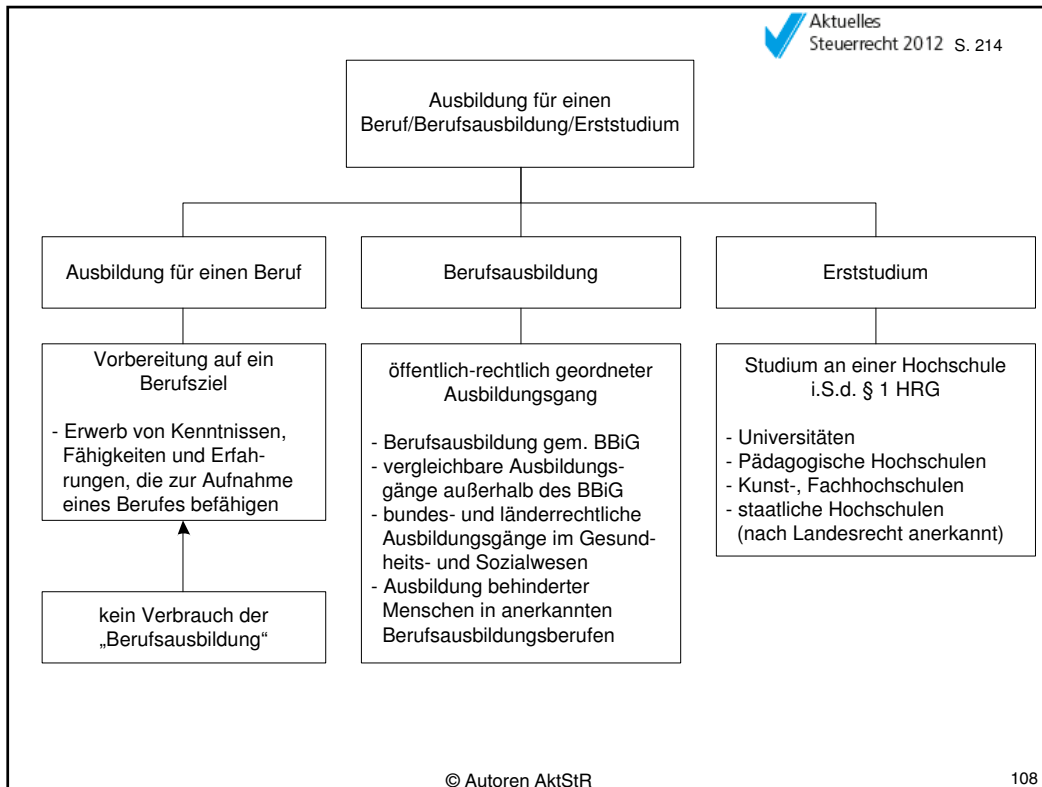 Aktuelles
Steuerrecht 2012 S. 214
Ausbildung für einen
Beruf/Berufsausbildung/Erststudium
Ausbildung für einen Beruf
Vorbereitung auf ein
Berufsziel
- Erwerb von Kenntnissen,
Fähigkeiten und Erfah-
rungen, die zur Aufnahme
eines Berufes befähigen
kein Verbrauch der
„Berufsausbildung“
Berufsausbildung
öffentlich-rechtlich geordneter
Ausbildungsgang
- Berufsausbildung gem. BBiG
- vergleichbare Ausbildungs-
gänge außerhalb des BBiG
- bundes- und länderrechtliche
Ausbildungsgänge im Gesund-
heits- und Sozialwesen
- Ausbildung behinderter
Menschen in anerkannten
Berufsausbildungsberufen
Erststudium
Studium an einer Hochschule
i.S.d. § 1 HRG
- Universitäten
- Pädagogische Hochschulen
- Kunst-, Fachhochschulen
- staatliche Hochschulen
(nach Landesrecht anerkannt)
© Autoren AktStR
108